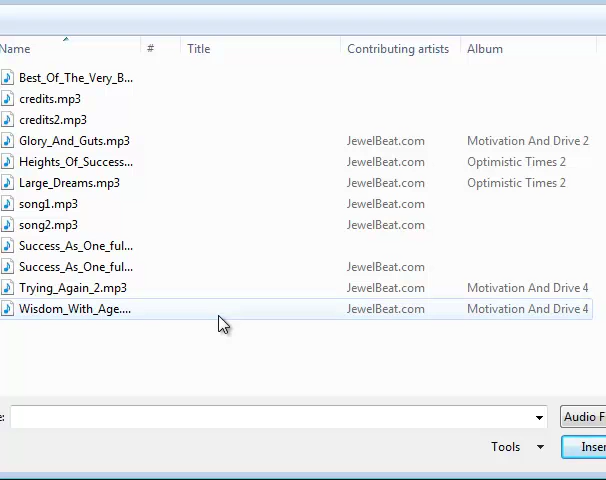 Name # Title Contributing artists Album
Best_Of_The_Very_B...
credits.mp3
credits2.mp3
Glory_And_Guts.mp3 JewelBeat.com Motivation And Drive 2
Heights_Of_Success... JewelBeat.com Optimistic Times 2
Large_Dreams.mp3 JewelBeat.com Optimistic Times 2
song1.mp3 JewelBeat.com
song2.mp3 JewelBeat.com
Success_As_One_ful...
Success_As_One_ful... JewelBeat.com
Trying_Again_2.mp3 JewelBeat.com Motivation And Drive 4
Wisdom_With_Age.... JewelBeat.com Motivation And Drive 4
e: Audio F
Tools Inser